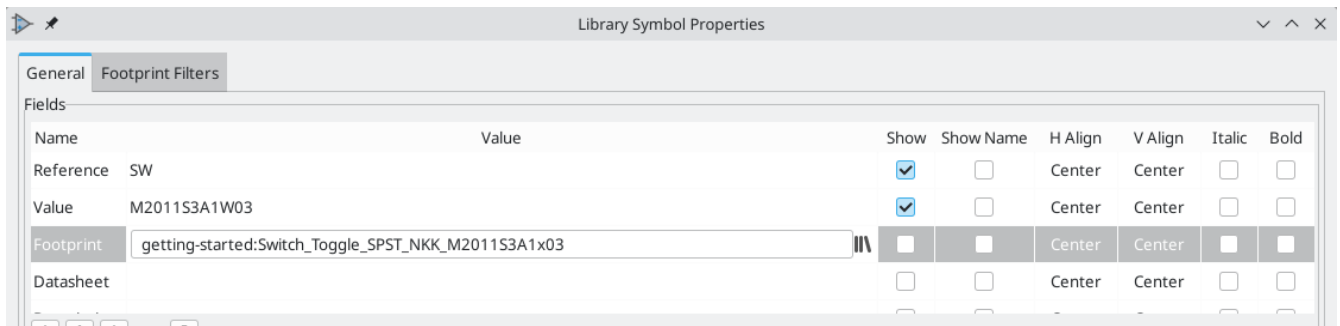 Library Symbol Properties
General Footprint Filters
Fields
Name Value Show Show Name H Align V Align Italic Bold
Reference SW Center Center
Value M2011S3A1W03 Center Center
Footprint getting-started:Switch_Toggle_SPST_NKK_M2011S3A1x03 Center Center
Datasheet Center Center